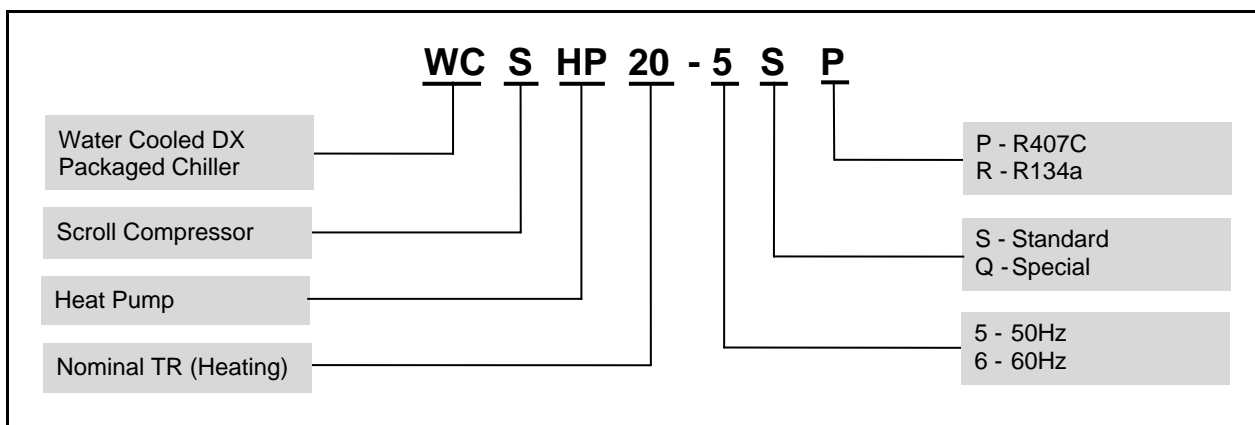 WC S HP 20 - 5 S P
Water Cooled DX
Packaged Chiller
Scroll Compressor
Heat Pump
Nominal TR (Heating)
P - R407C
R - R134a
S - Standard
Q - Special
5 - 50Hz
6 - 60Hz